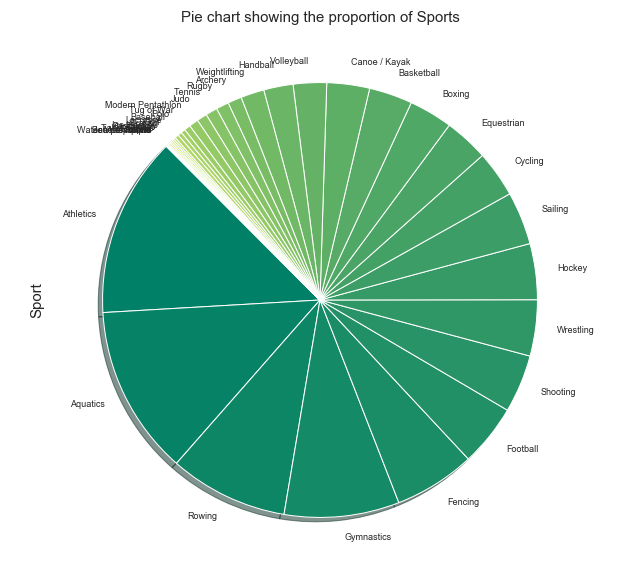 Pie chart showing the proportion of Sports
Volleyball
Canoe / Kayak
Handball
Basketball
Weightlifting
Archery
Rugby
Boxing
Tennis
Judo
Modern Pentathlon
Tug of War
Equestrian
Cycling
Athletics
Sailing
Hockey
Sport
Wrestling
Shooting
Aquatics
Football
Fencing
Rowing
Gymnastics